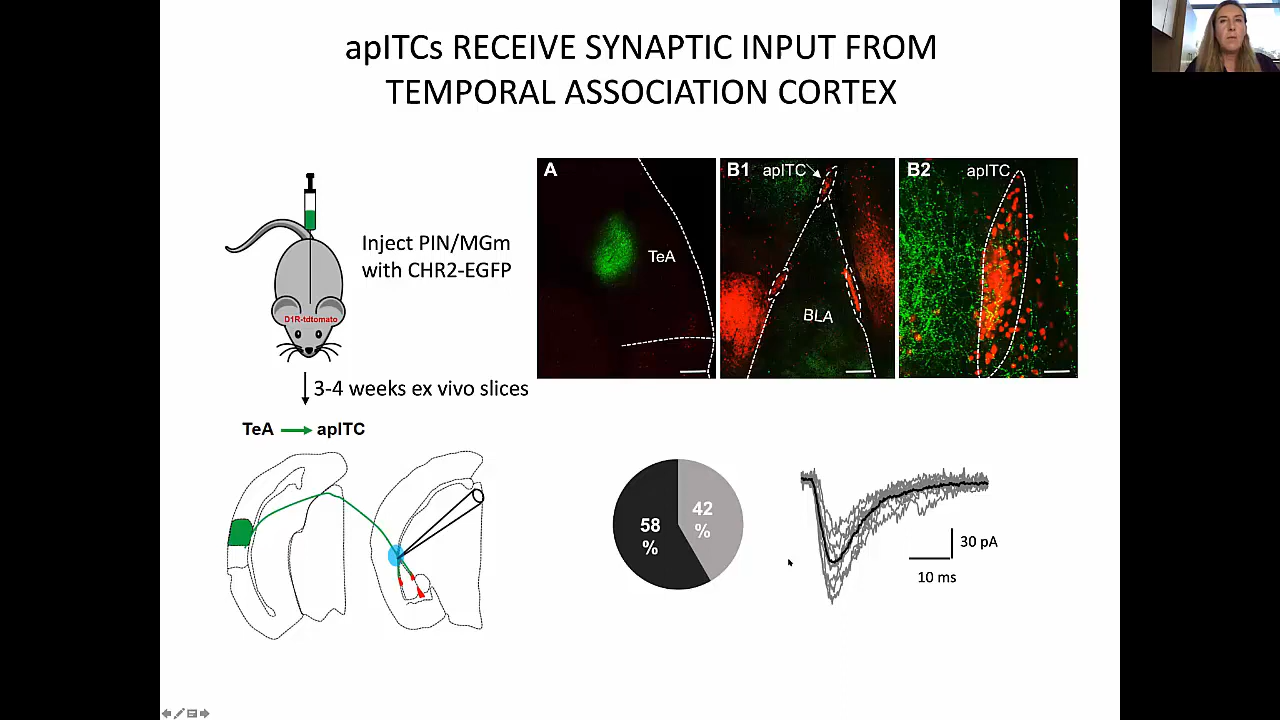 apITCs RECEIVE SYNAPTIC INPUT FROM
TEMPORAL ASSOCIATION CORTEX
Inject PIN/MGm
with CHR2-EGFP
D1R-tdtomato
3-4 weeks ex vivo slices
TeA
apITC
A
TeA
B1
apITC
BLA
B2
apITC
58
%
42
%
30 pA
10 ms